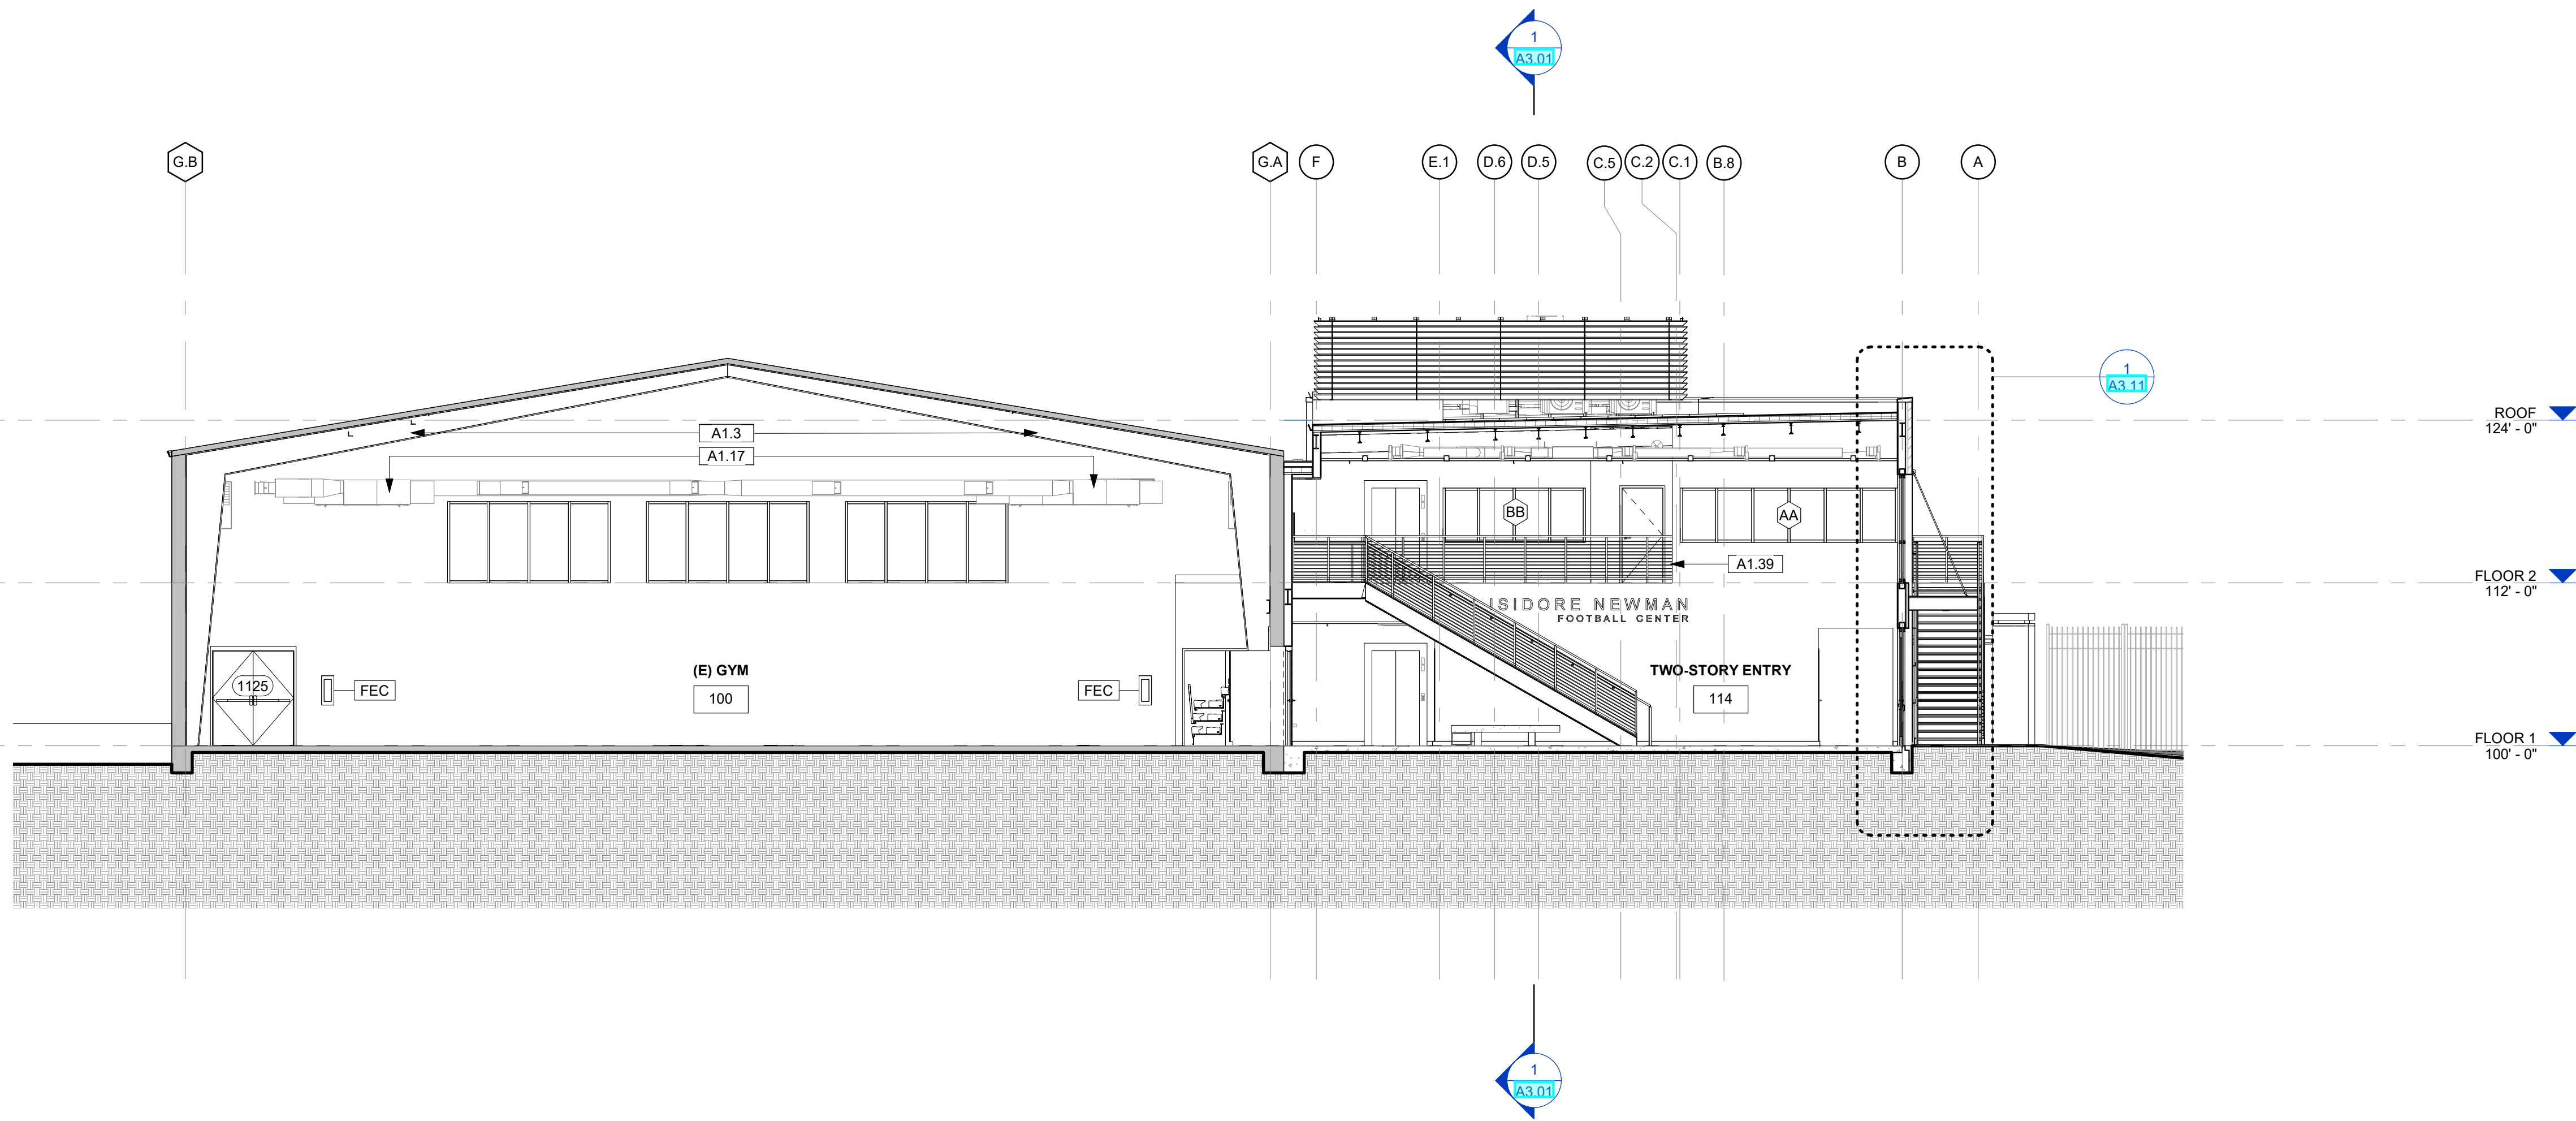 1
A3.01
G.B
G.A
F
E.1
D.6
D.5
C.5
C.2
C.1
B.8
B
A
1
A3.11
ROOF
124' - 0"
A1.3
A1.17
BB
AA
A1.39
FLOOR 2
112' - 0"
ISIDORE NEWMAN
FOOTBALL CENTER
(E) GYM
100
1125
FEC
FEC
TWO-STORY ENTRY
114
FLOOR 1
100' - 0"
1
A3.01